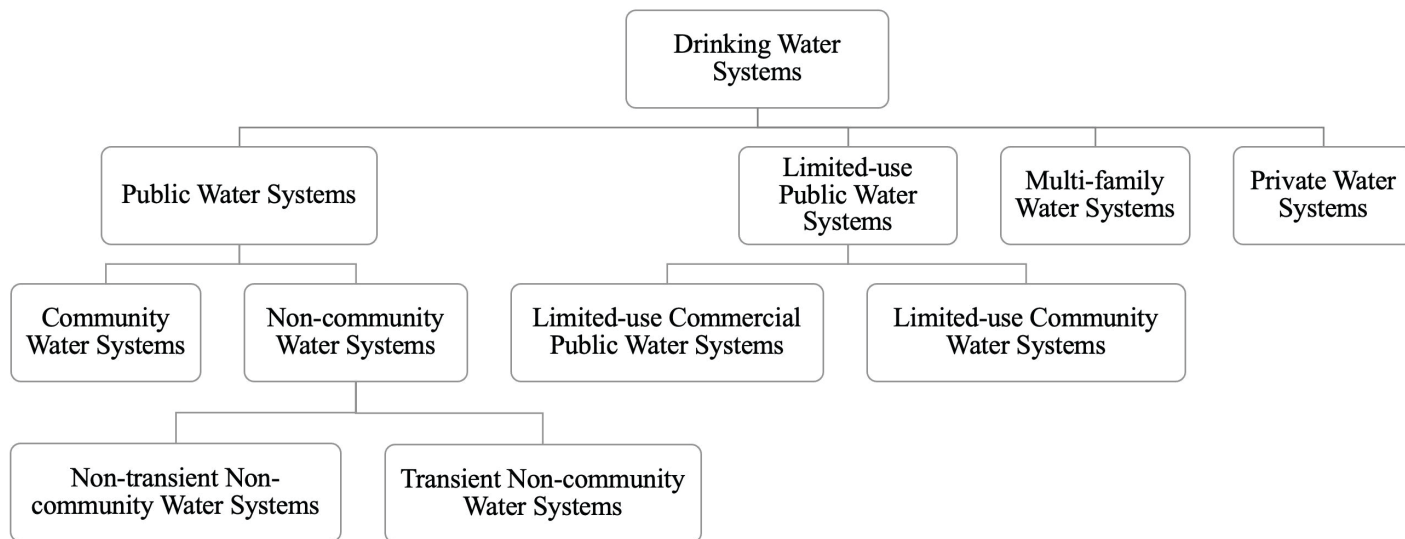 Drinking Water
Systems
Public Water Systems
Limited-use
Public Water
Systems
Multi-family
Water Systems
Private Water
Systems
Community
Water Systems
Non-community
Water Systems
Limited-use Commercial
Public Water Systems
Limited-use Community
Water Systems
Non-transient Non-
community Water Systems
Transient Non-community
Water Systems